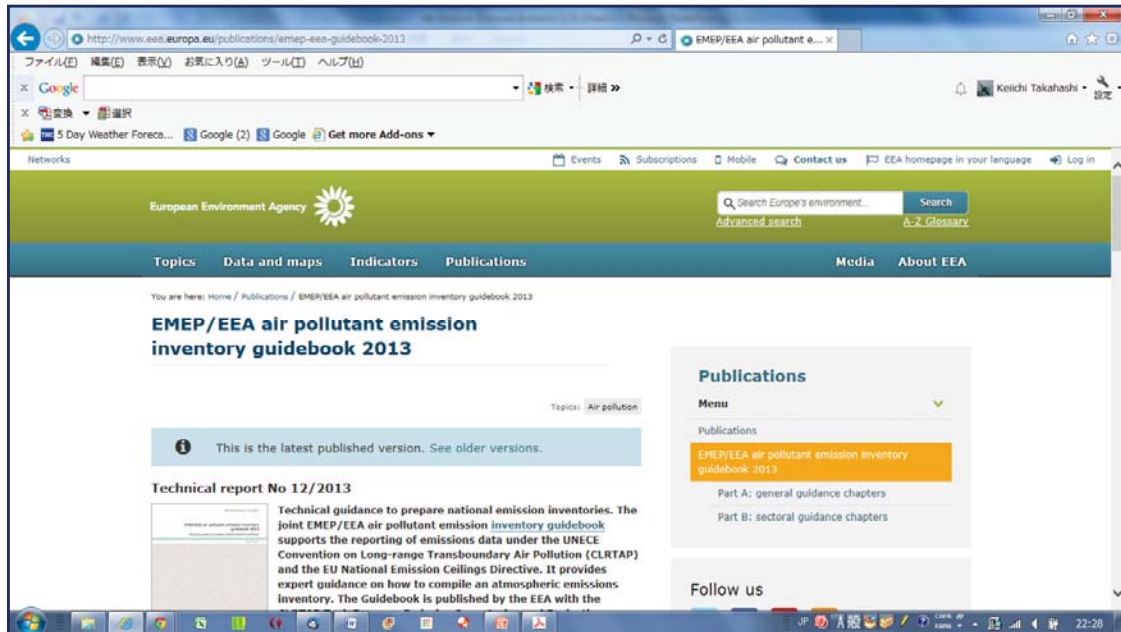 http://www.eea.europa.eu/publications/emep-eea-guidebook-2013
EMEP/EEA air pollutant e...
ファイル(F) 編集(E) 表示(V) お気に入り(A) ツール(T) ヘルプ(H)
Google
検索
詳細 »
Keiichi Takahashi
設定
変換 選択
5 Day Weather Foreca... Google (2) Google Get more Add-ons
Networks
Events Subscriptions Mobile Contact us EEA homepage in your language Log in
European Environment Agency
Search Europe's environment...
Search
Advanced search
A-Z Glossary
Topics Data and maps Indicators Publications Media About EEA
You are here: Home / Publications / EMEP/EEA air pollutant emission inventory guidebook 2013
EMEP/EEA air pollutant emission
inventory guidebook 2013
Topics: Air pollution
This is the latest published version. See older versions.
Technical report No 12/2013
Technical guidance to prepare national emission inventories. The
joint EMEP/EEA air pollutant emission inventory guidebook
supports the reporting of emissions data under the UNECE
Convention on Long-range Transboundary Air Pollution (CLRTAP)
and the EU National Emission Ceilings Directive. It provides
expert guidance on how to compile an atmospheric emissions
inventory. The Guidebook is published by the EEA with the
Publications
Menu
Publications
EMEP/EEA air pollutant emission inventory
guidebook 2013
Part A: general guidance chapters
Part B: sectoral guidance chapters
Follow us
JP
般
22:28